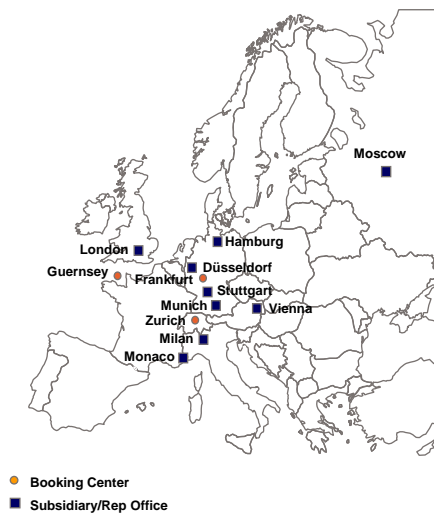 Moscow
Hamburg
London
Düsseldorf
Guernsey
Frankfurt
Stuttgart
Munich
Vienna
Zurich
Milan
Monaco
Booking Center
Subsidiary/Rep Office